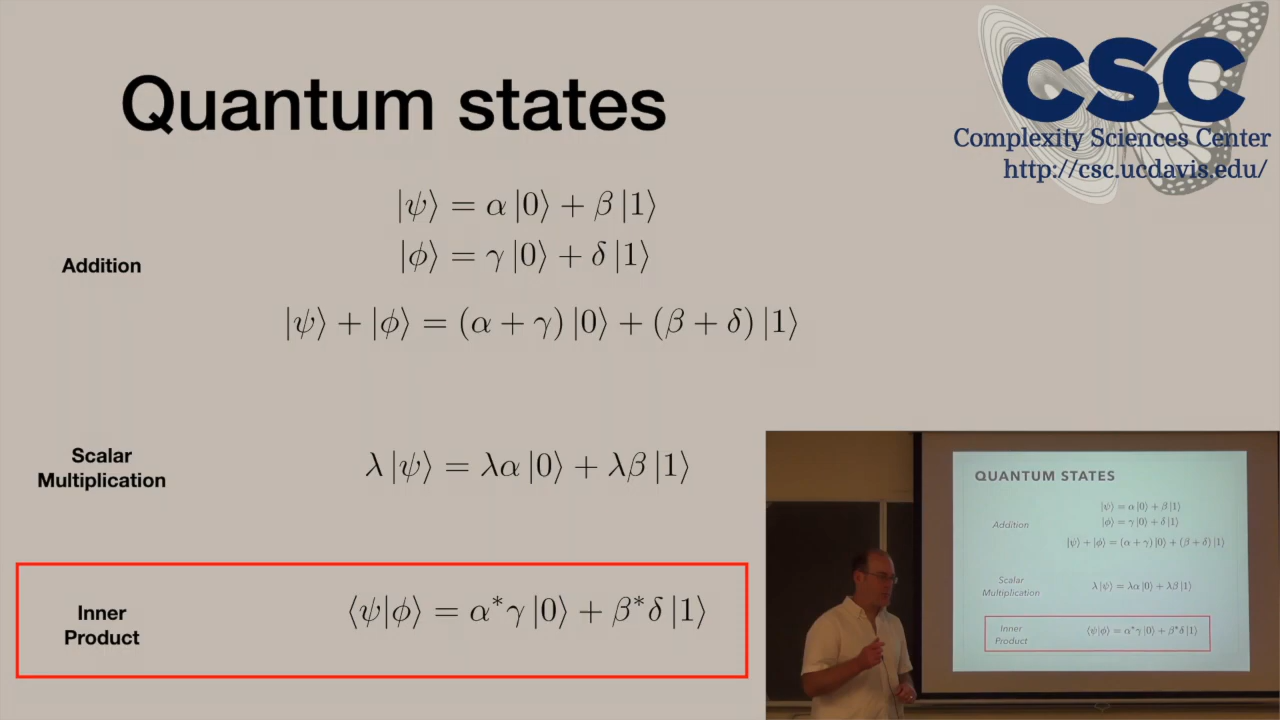 Quantum states
CSC
Complexity Sciences Center
http://csc.ucdavis.edu/
|ψ⟩ = α |0⟩ + β |1⟩
|ϕ⟩ = γ |0⟩ + δ |1⟩
Addition
|ψ⟩ + |ϕ⟩ = (α + γ) |0⟩ + (β + δ) |1⟩
Scalar
Multiplication
λ |ψ⟩ = λα |0⟩ + λβ |1⟩
Inner
Product
⟨ψ|ϕ⟩ = α*γ |0⟩ + β*δ |1⟩
QUANTUM STATES
|ψ⟩ = α |0⟩ + β |1⟩
|ϕ⟩ = γ |0⟩ + δ |1⟩
Addition
|ψ⟩ + |ϕ⟩ = (α + γ) |0⟩ + (β + δ) |1⟩
Scalar
Multiplication
λ |ψ⟩ = λα |0⟩ + λβ |1⟩
Inner
Product
⟨ψ|ϕ⟩ = α*γ |0⟩ + β*δ |1⟩